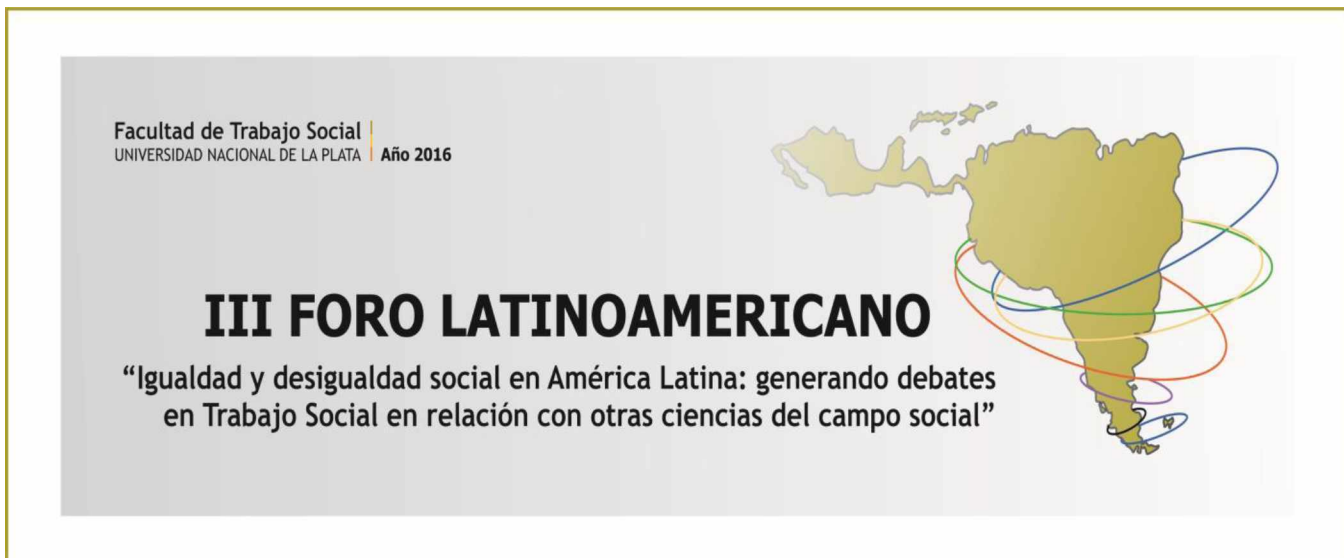 Facultad de Trabajo Social
UNIVERSIDAD NACIONAL DE LA PLATA Año 2016
III FORO LATINOAMERICANO
“Igualdad y desigualdad social en América Latina: generando debates
en Trabajo Social en relación con otras ciencias del campo social”